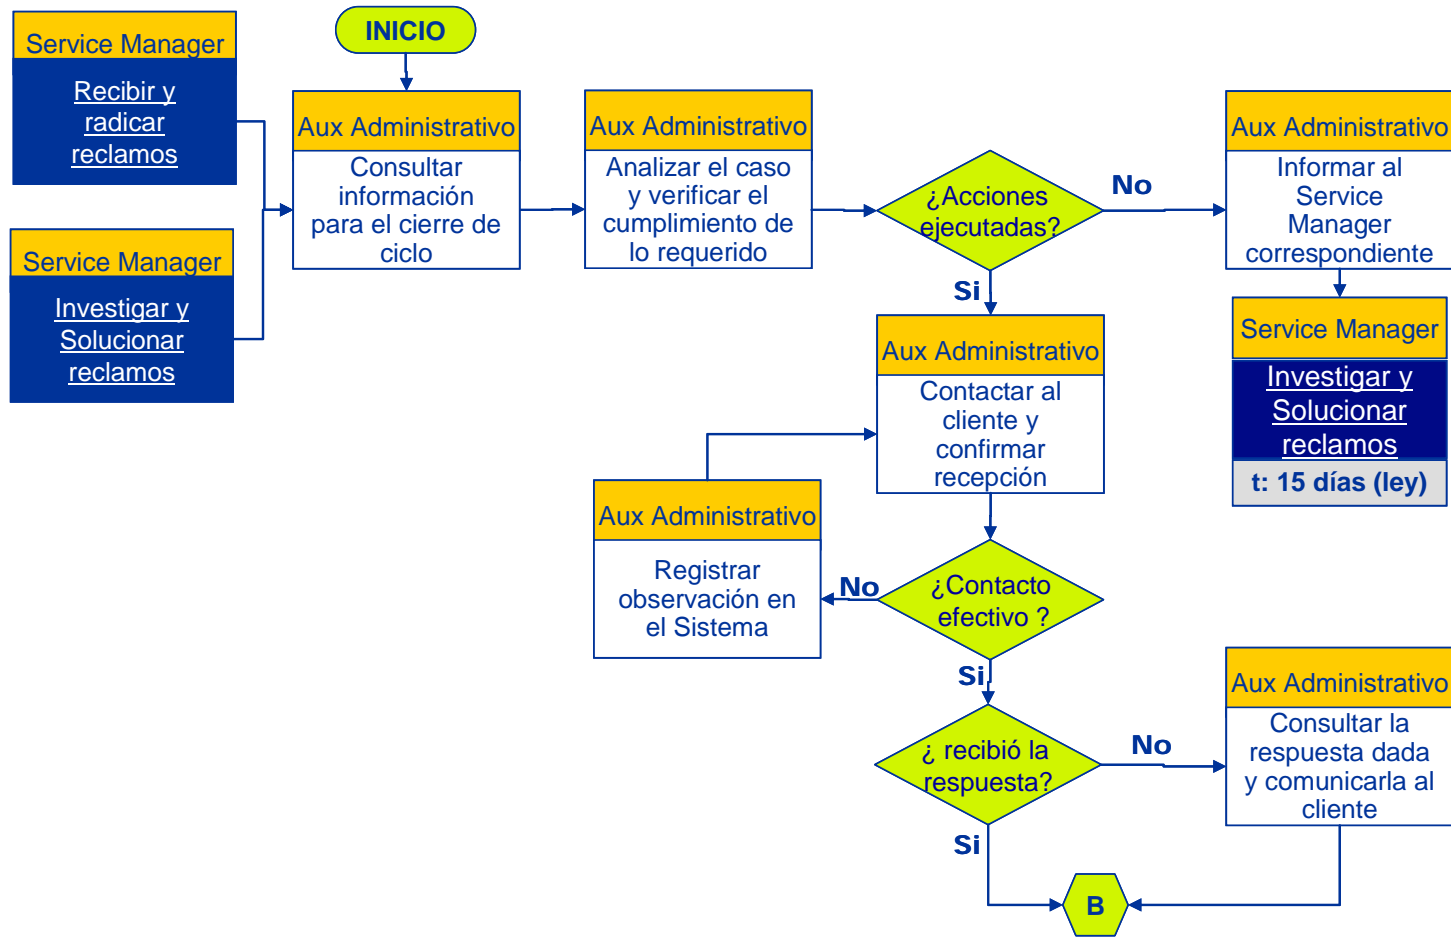 Service Manager
Recibir y
radicar
reclamos
Service Manager
Investigar y
Solucionar
reclamos
INICIO
Aux Administrativo
Consultar
información
para el cierre de
ciclo
Aux Administrativo
Analizar el caso
y verificar el
cumplimiento de
lo requerido
¿Acciones
ejecutadas?
No
Si
Aux Administrativo
Informar al
Service
Manager
correspondiente
Service Manager
Investigar y
Solucionar
reclamos
t: 15 días (ley)
Aux Administrativo
Contactar al
cliente y
confirmar
recepción
Aux Administrativo
Registrar
observación en
el Sistema
No
¿Contacto
efectivo ?
Si
¿ recibió la
respuesta?
No
Si
Aux Administrativo
Consultar la
respuesta dada
y comunicarla al
cliente
B